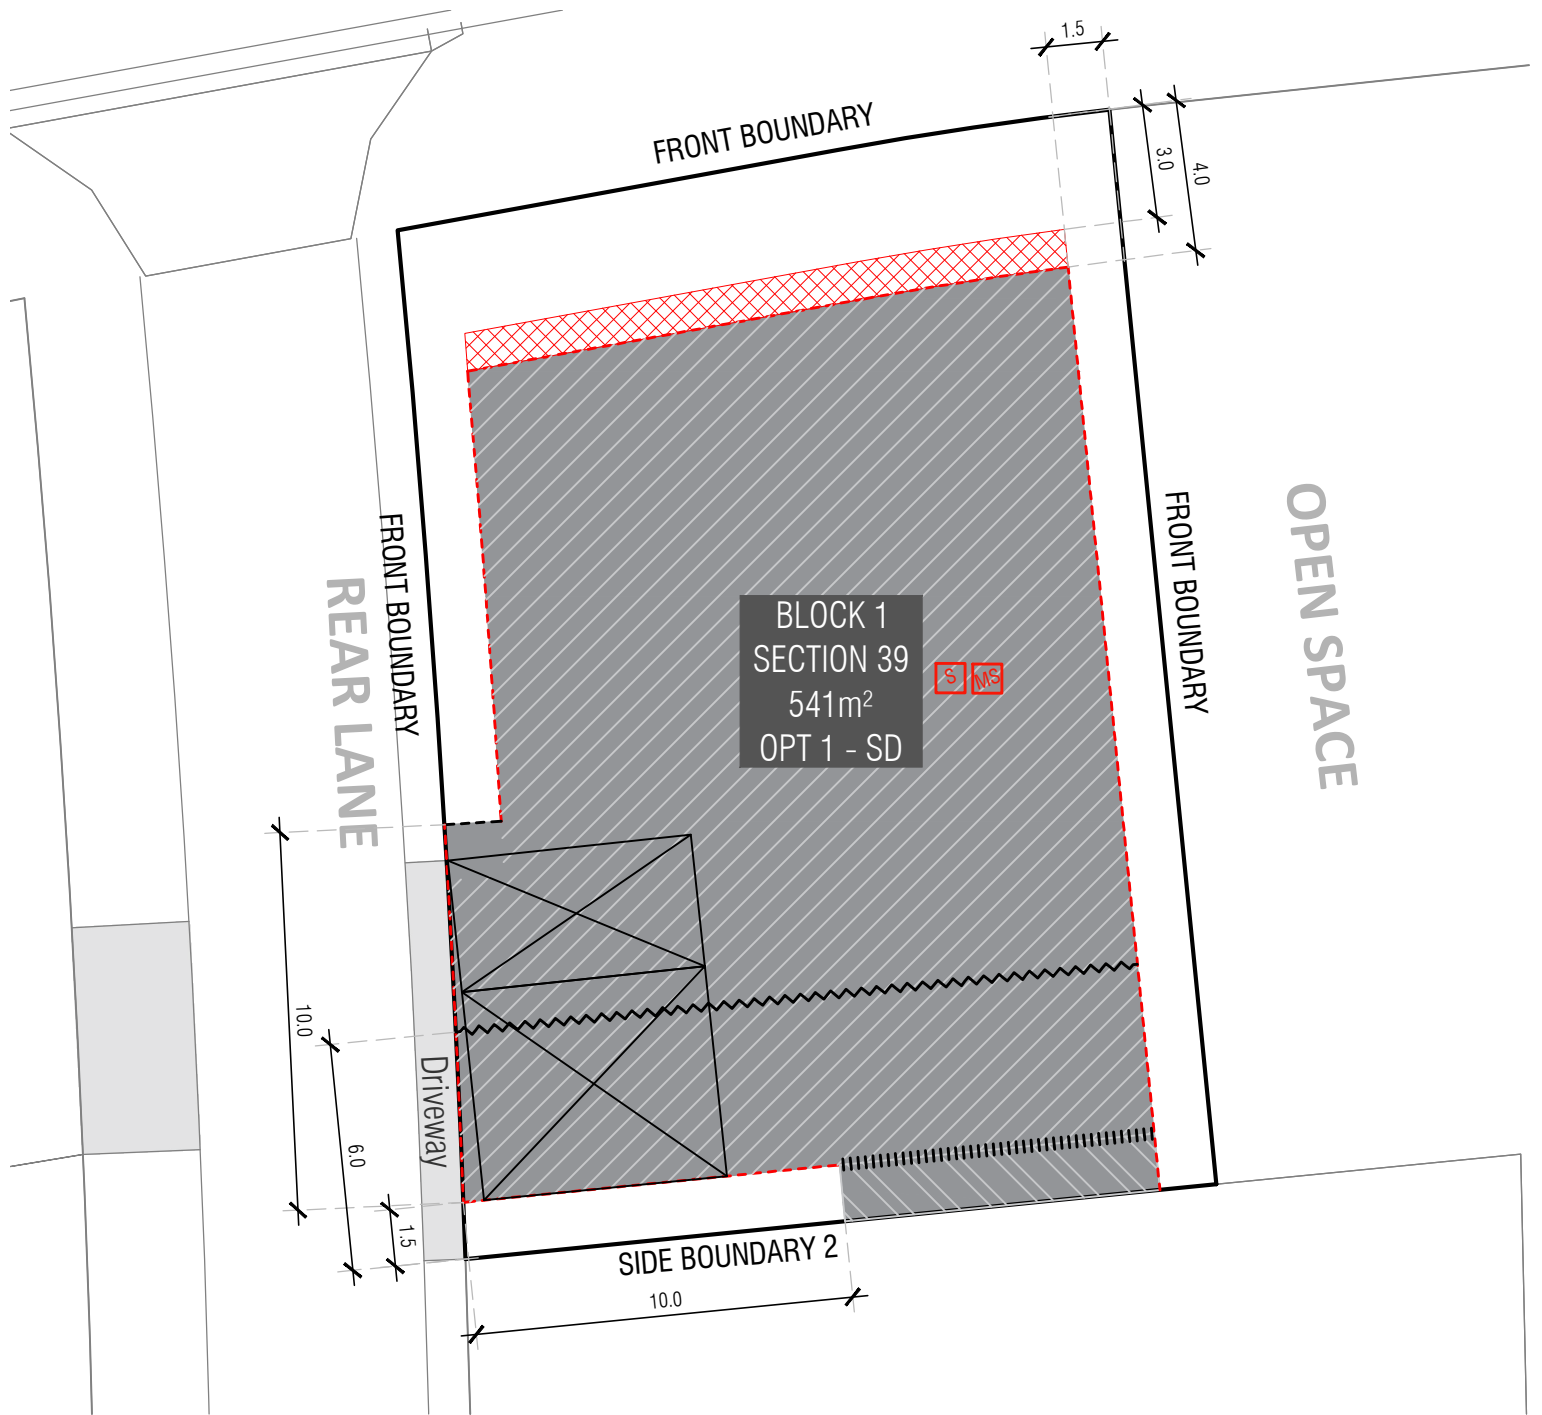 1.5
FRONT BOUNDARY
3.0
4.0
OPEN SPACE
FRONT BOUNDARY
REAR LANE
FRONT BOUNDARY
BLOCK 1
SECTION 39
541m²
OPT 1 - SD
S
MS
10.0
6.0
1.5
Driveway
SIDE BOUNDARY 2
10.0